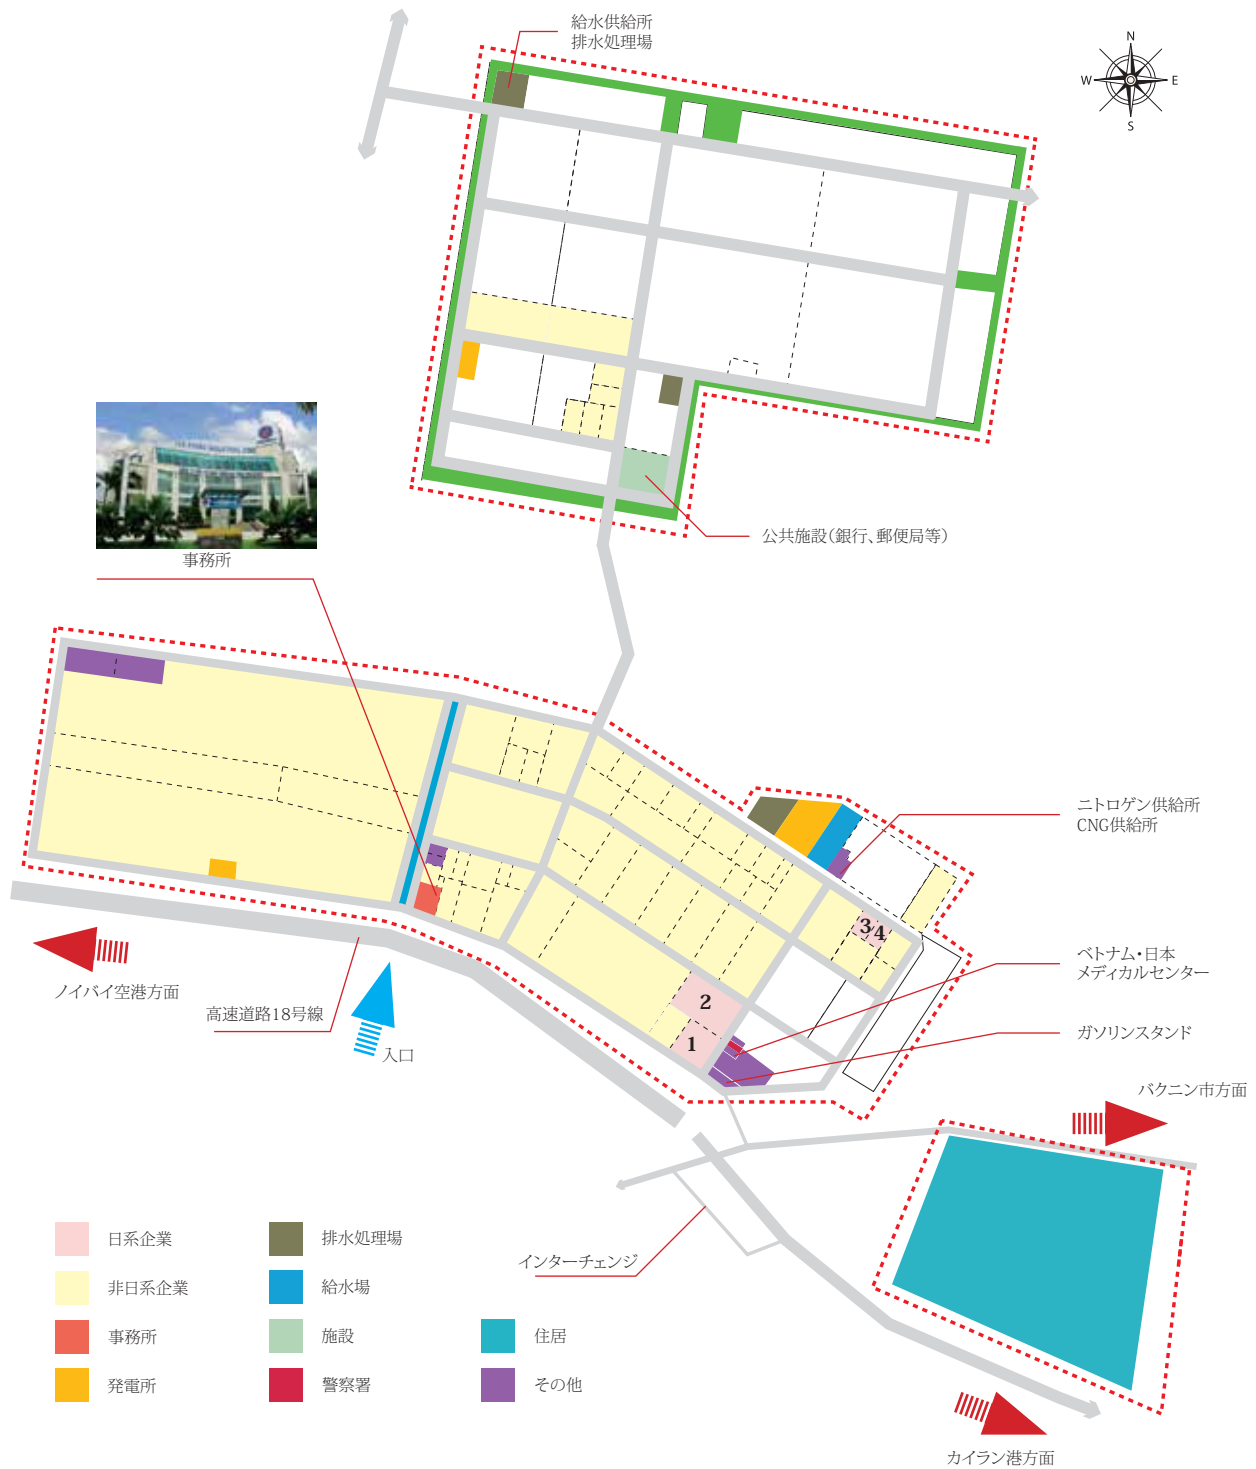 給水供給所
排水処理場
N
W
E
S
公共施設(銀行、郵便局等)
事務所
ニトロゲン供給所
CNG供給所
3
4
ベトナム・日本
メディカルセンター
ノイバイ空港方面
高速道路18号線
入口
2
1
ガソリンスタンド
バクニン市方面
インターチェンジ
カイラン港方面
日系企業
非日系企業
事務所
発電所
排水処理場
給水場
施設
警察署
住居
その他